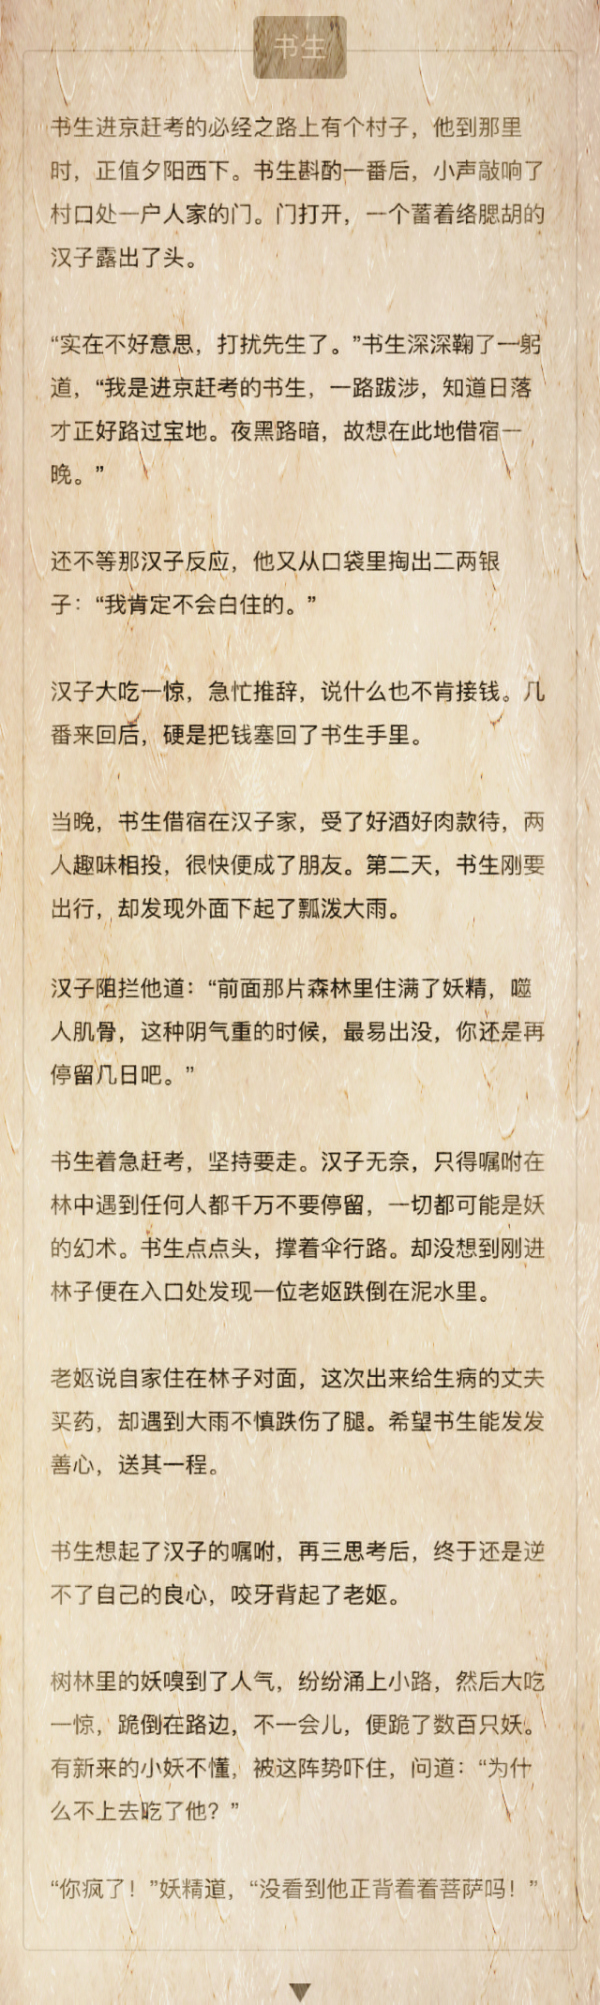 书生
书生进京赶考的必经之路上有个村子，他到那里
时，正值夕阳西下。书生斟酌一番后，小声敲响了
村口处一户人家的门。门打开，一个蓄着络腮胡的
汉子露出了头。
“实在不好意思，打扰先生了。”书生深深鞠了一躬
道，“我是进京赶考的书生，一路跋涉，知道日落
才正好路过宝地。夜黑路暗，故想在此地借宿一
晚。”
还不等那汉子反应，他又从口袋里掏出二两银
子：“我肯定不会白住的。”
汉子大吃一惊，急忙推辞，说什么也不肯接钱。几
番来回后，硬是把钱塞回了书生手里。
当晚，书生借宿在汉子家，受了好酒好肉款待，两
人趣味相投，很快便成了朋友。第二天，书生刚要
出行，却发现外面下起了瓢泼大雨。
汉子阻拦他道：“前面那片森林里住满了妖精，噬
人肌骨，这种阴气重的时候，最易出没，你还是再
停留几日吧。”
书生着急赶考，坚持要走。汉子无奈，只得嘱咐在
林中遇到任何人都千万不要停留，一切都可能是妖
的幻术。书生点点头，撑着伞行路。却没想到刚进
林子便在入口处发现一位老妪跌倒在泥水里。
老妪说自家住在林子对面，这次出来给生病的丈夫
买药，却遇到大雨不慎跌伤了腿。希望书生能发发
善心，送其一程。
书生想起了汉子的嘱咐，再三思考后，终于还是逆
不了自己的良心，咬牙背起了老妪。
树林里的妖嗅到了人气，纷纷涌上小路，然后大吃
一惊，跪倒在路边，不一会儿，便跪了数百只妖。
有新来的小妖不懂，被这阵势吓住，问道：“为什
么不上去吃了他？”
“你疯了！”妖精道，“没看到他正背着着菩萨吗！”